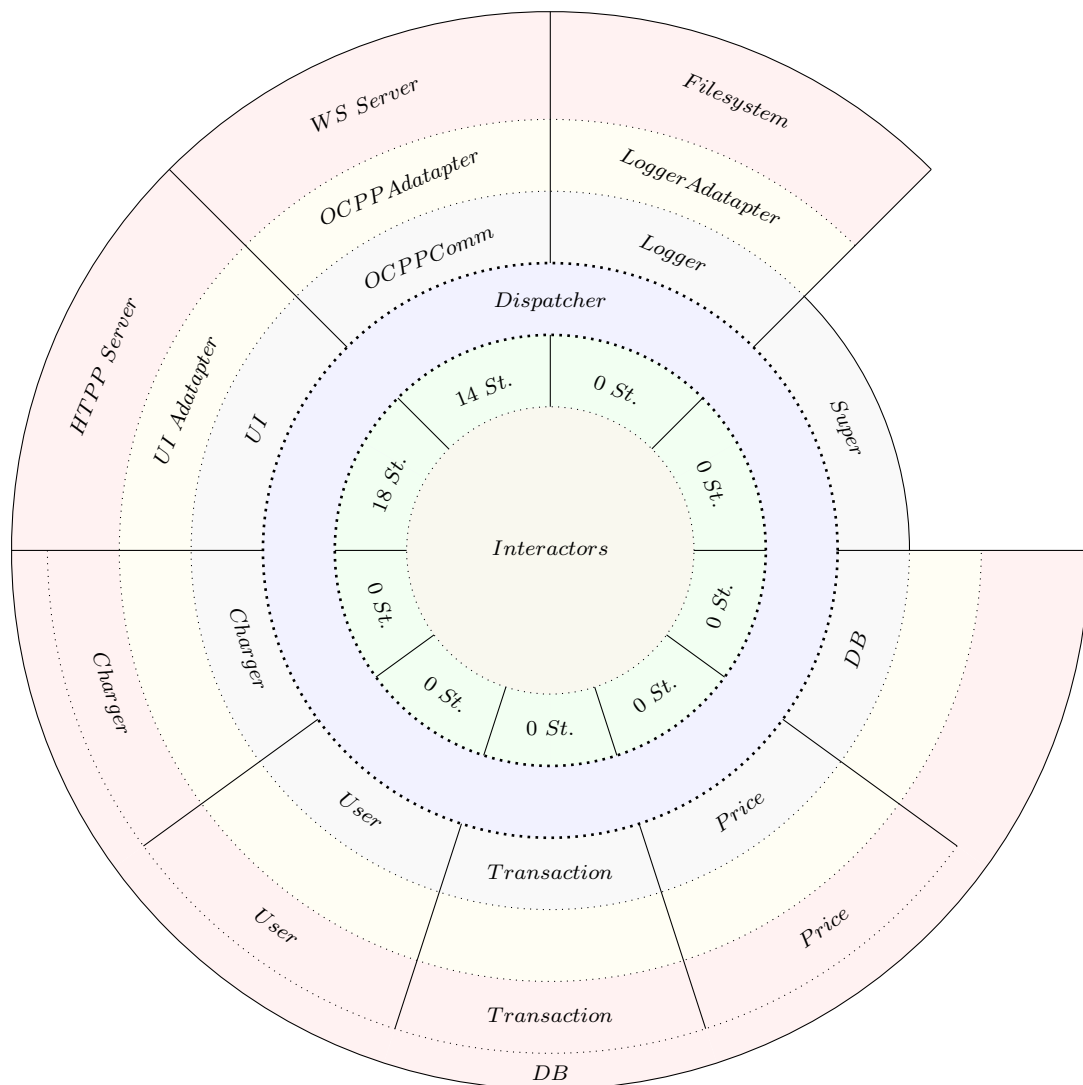 WS Server
Filesystem
OCPP Adatapter
Logger Adatapter
OCPPComm
Logger
Dispatcher
HTPP Server
UI Adatapter
UI
14 St.
0 St.
Super
18 St.
0 St.
Interactors
0 St.
0 St.
Charger
Charger
DB
0 St.
0 St.
0 St.
User
Price
Transaction
User
Price
Transaction
DB